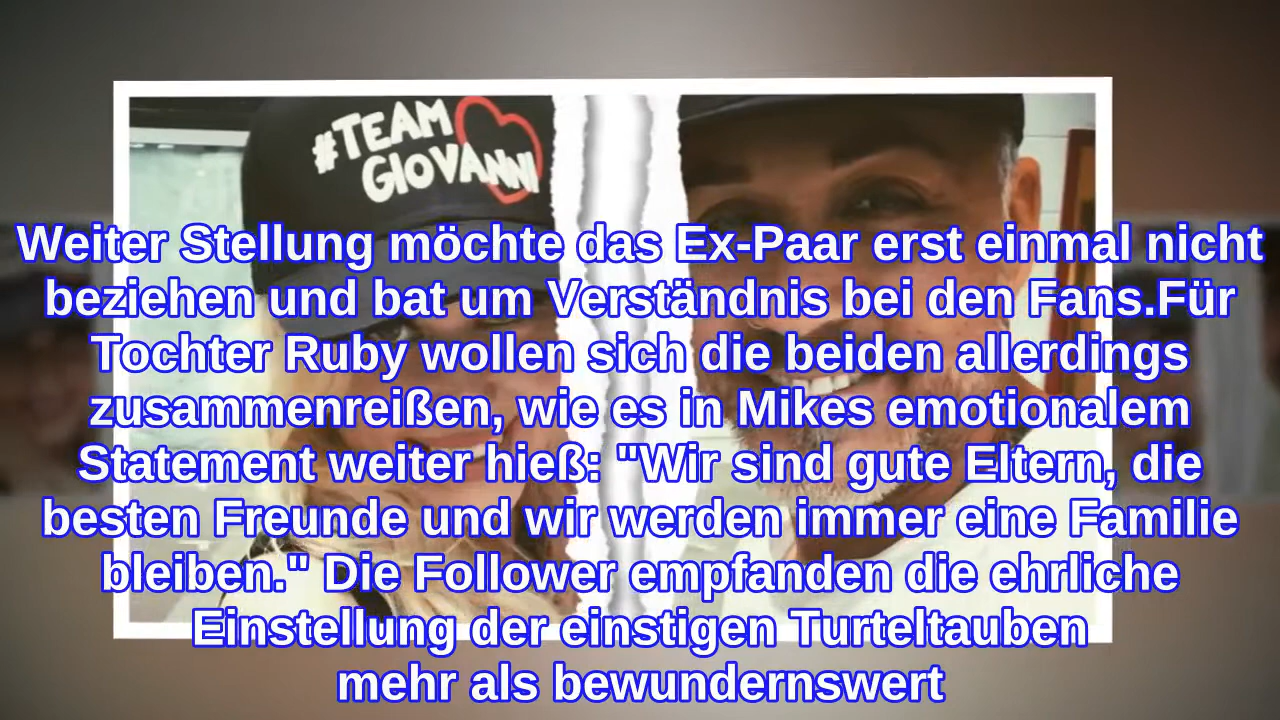 #TEAM
GIOVANNI
Weiter Stellung möchte das Ex-Paar erst einmal nicht
beziehen und bat um Verständnis bei den Fans.Für
Tochter Ruby wollen sich die beiden allerdings
zusammenreißen, wie es in Mikes emotionalem
Statement weiter hieß: "Wir sind gute Eltern, die
besten Freunde und wir werden immer eine Familie
bleiben." Die Follower empfanden die ehrliche
Einstellung der einstigen Turteltauben
mehr als bewundernswert